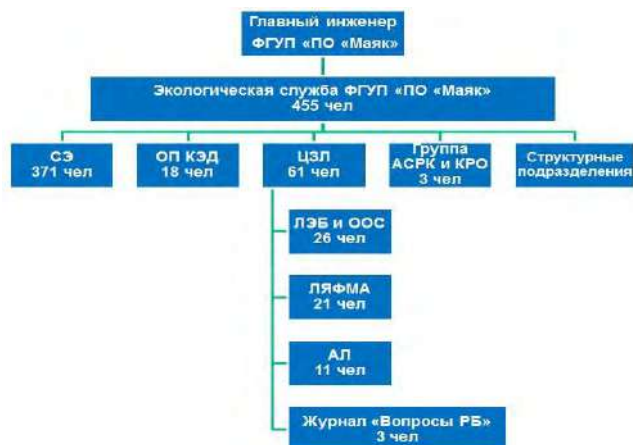 Главный инженер
ФГУП «ПО «Маяк»
Экологическая служба ФГУП «ПО «Маяк»
455 чел
СЭ
371 чел
ОП КЭД
18 чел
ЦЗЛ
61 чел
Группа
АСРК и КРО
3 чел
Структурные
подразделения
ЛЭБ и ООС
26 чел
ЛЯФМА
21 чел
АЛ
11 чел
Журнал «Вопросы РБ»
3 чел